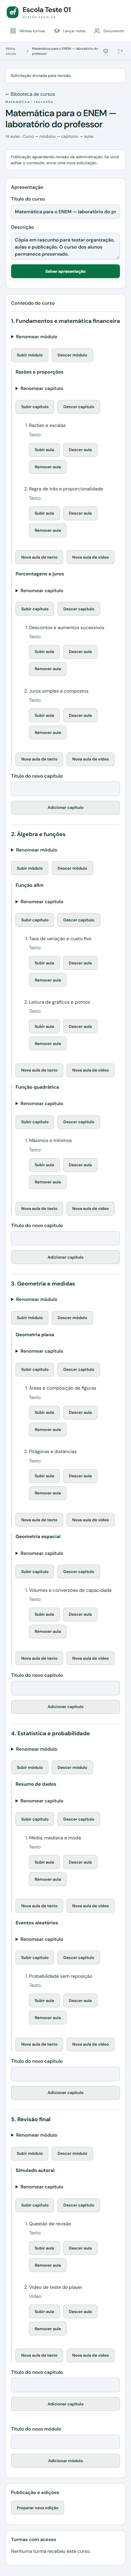 ef
Escola Teste 01
GESTÃO ESCOLAR
Minhas turmas
Lançar notas
Documento
Minha escola
Matemática para o ENEM — laboratório do professor
Solicitação enviada para revisão.
← Biblioteca de cursos
Matemática · rascunho
Matemática para o ENEM —
laboratório do professor
14 aulas · Curso → módulos → capítulos → aulas
Publicação aguardando revisão da administração. Se você
editar o conteúdo, envie uma nova solicitação.
Apresentação
Título do curso
Matemática para o ENEM — laboratório do pr
Descrição
Cópia em rascunho para testar organização,
aulas e publicação. O curso dos alunos
permanece preservado.
Salvar apresentação
Conteúdo do curso
1. Fundamentos e matemática financeira
▶ Renomear módulo
Subir módulo
Descer módulo
Razões e proporções
▶ Renomear capítulo
Subir capítulo
Descer capítulo
1. Razões e escalas
Texto
Subir aula
Descer aula
Remover aula
2. Regra de três e proporcionalidade
Texto
Subir aula
Descer aula
Remover aula
Nova aula de texto
Nova aula de vídeo
Porcentagens e juros
▶ Renomear capítulo
Subir capítulo
Descer capítulo
1. Descontos e aumentos sucessivos
Texto
Subir aula
Descer aula
Remover aula
2. Juros simples e compostos
Texto
Subir aula
Descer aula
Remover aula
Nova aula de texto
Nova aula de vídeo
Título do novo capítulo
Adicionar capítulo
2. Álgebra e funções
▶ Renomear módulo
Subir módulo
Descer módulo
Função afim
▶ Renomear capítulo
Subir capítulo
Descer capítulo
1. Taxa de variação e custo fixo
Texto
Subir aula
Descer aula
Remover aula
2. Leitura de gráficos e pontos
Texto
Subir aula
Descer aula
Remover aula
Nova aula de texto
Nova aula de vídeo
Função quadrática
▶ Renomear capítulo
Subir capítulo
Descer capítulo
1. Máximos e mínimos
Texto
Subir aula
Descer aula
Remover aula
Nova aula de texto
Nova aula de vídeo
Título do novo capítulo
Adicionar capítulo
3. Geometria e medidas
▶ Renomear módulo
Subir módulo
Descer módulo
Geometria plana
▶ Renomear capítulo
Subir capítulo
Descer capítulo
1. Áreas e composição de figuras
Texto
Subir aula
Descer aula
Remover aula
2. Pitágoras e distâncias
Texto
Subir aula
Descer aula
Remover aula
Nova aula de texto
Nova aula de vídeo
Geometria espacial
▶ Renomear capítulo
Subir capítulo
Descer capítulo
1. Volumes e conversões de capacidade
Texto
Subir aula
Descer aula
Remover aula
Nova aula de texto
Nova aula de vídeo
Título do novo capítulo
Adicionar capítulo
4. Estatística e probabilidade
▶ Renomear módulo
Subir módulo
Descer módulo
Resumo de dados
▶ Renomear capítulo
Subir capítulo
Descer capítulo
1. Média, mediana e moda
Texto
Subir aula
Descer aula
Remover aula
Nova aula de texto
Nova aula de vídeo
Eventos aleatórios
▶ Renomear capítulo
Subir capítulo
Descer capítulo
1. Probabilidade sem reposição
Texto
Subir aula
Descer aula
Remover aula
Nova aula de texto
Nova aula de vídeo
Título do novo capítulo
Adicionar capítulo
5. Revisão final
▶ Renomear módulo
Subir módulo
Descer módulo
Simulado autoral
▶ Renomear capítulo
Subir capítulo
Descer capítulo
1. Questão de revisão
Texto
Subir aula
Descer aula
Remover aula
2. Vídeo de teste do player
Vídeo
Subir aula
Descer aula
Remover aula
Nova aula de texto
Nova aula de vídeo
Título do novo capítulo
Adicionar capítulo
Título do novo módulo
Adicionar módulo
Publicação e edições
Preparar nova edição
Turmas com acesso
Nenhuma turma recebeu este curso.